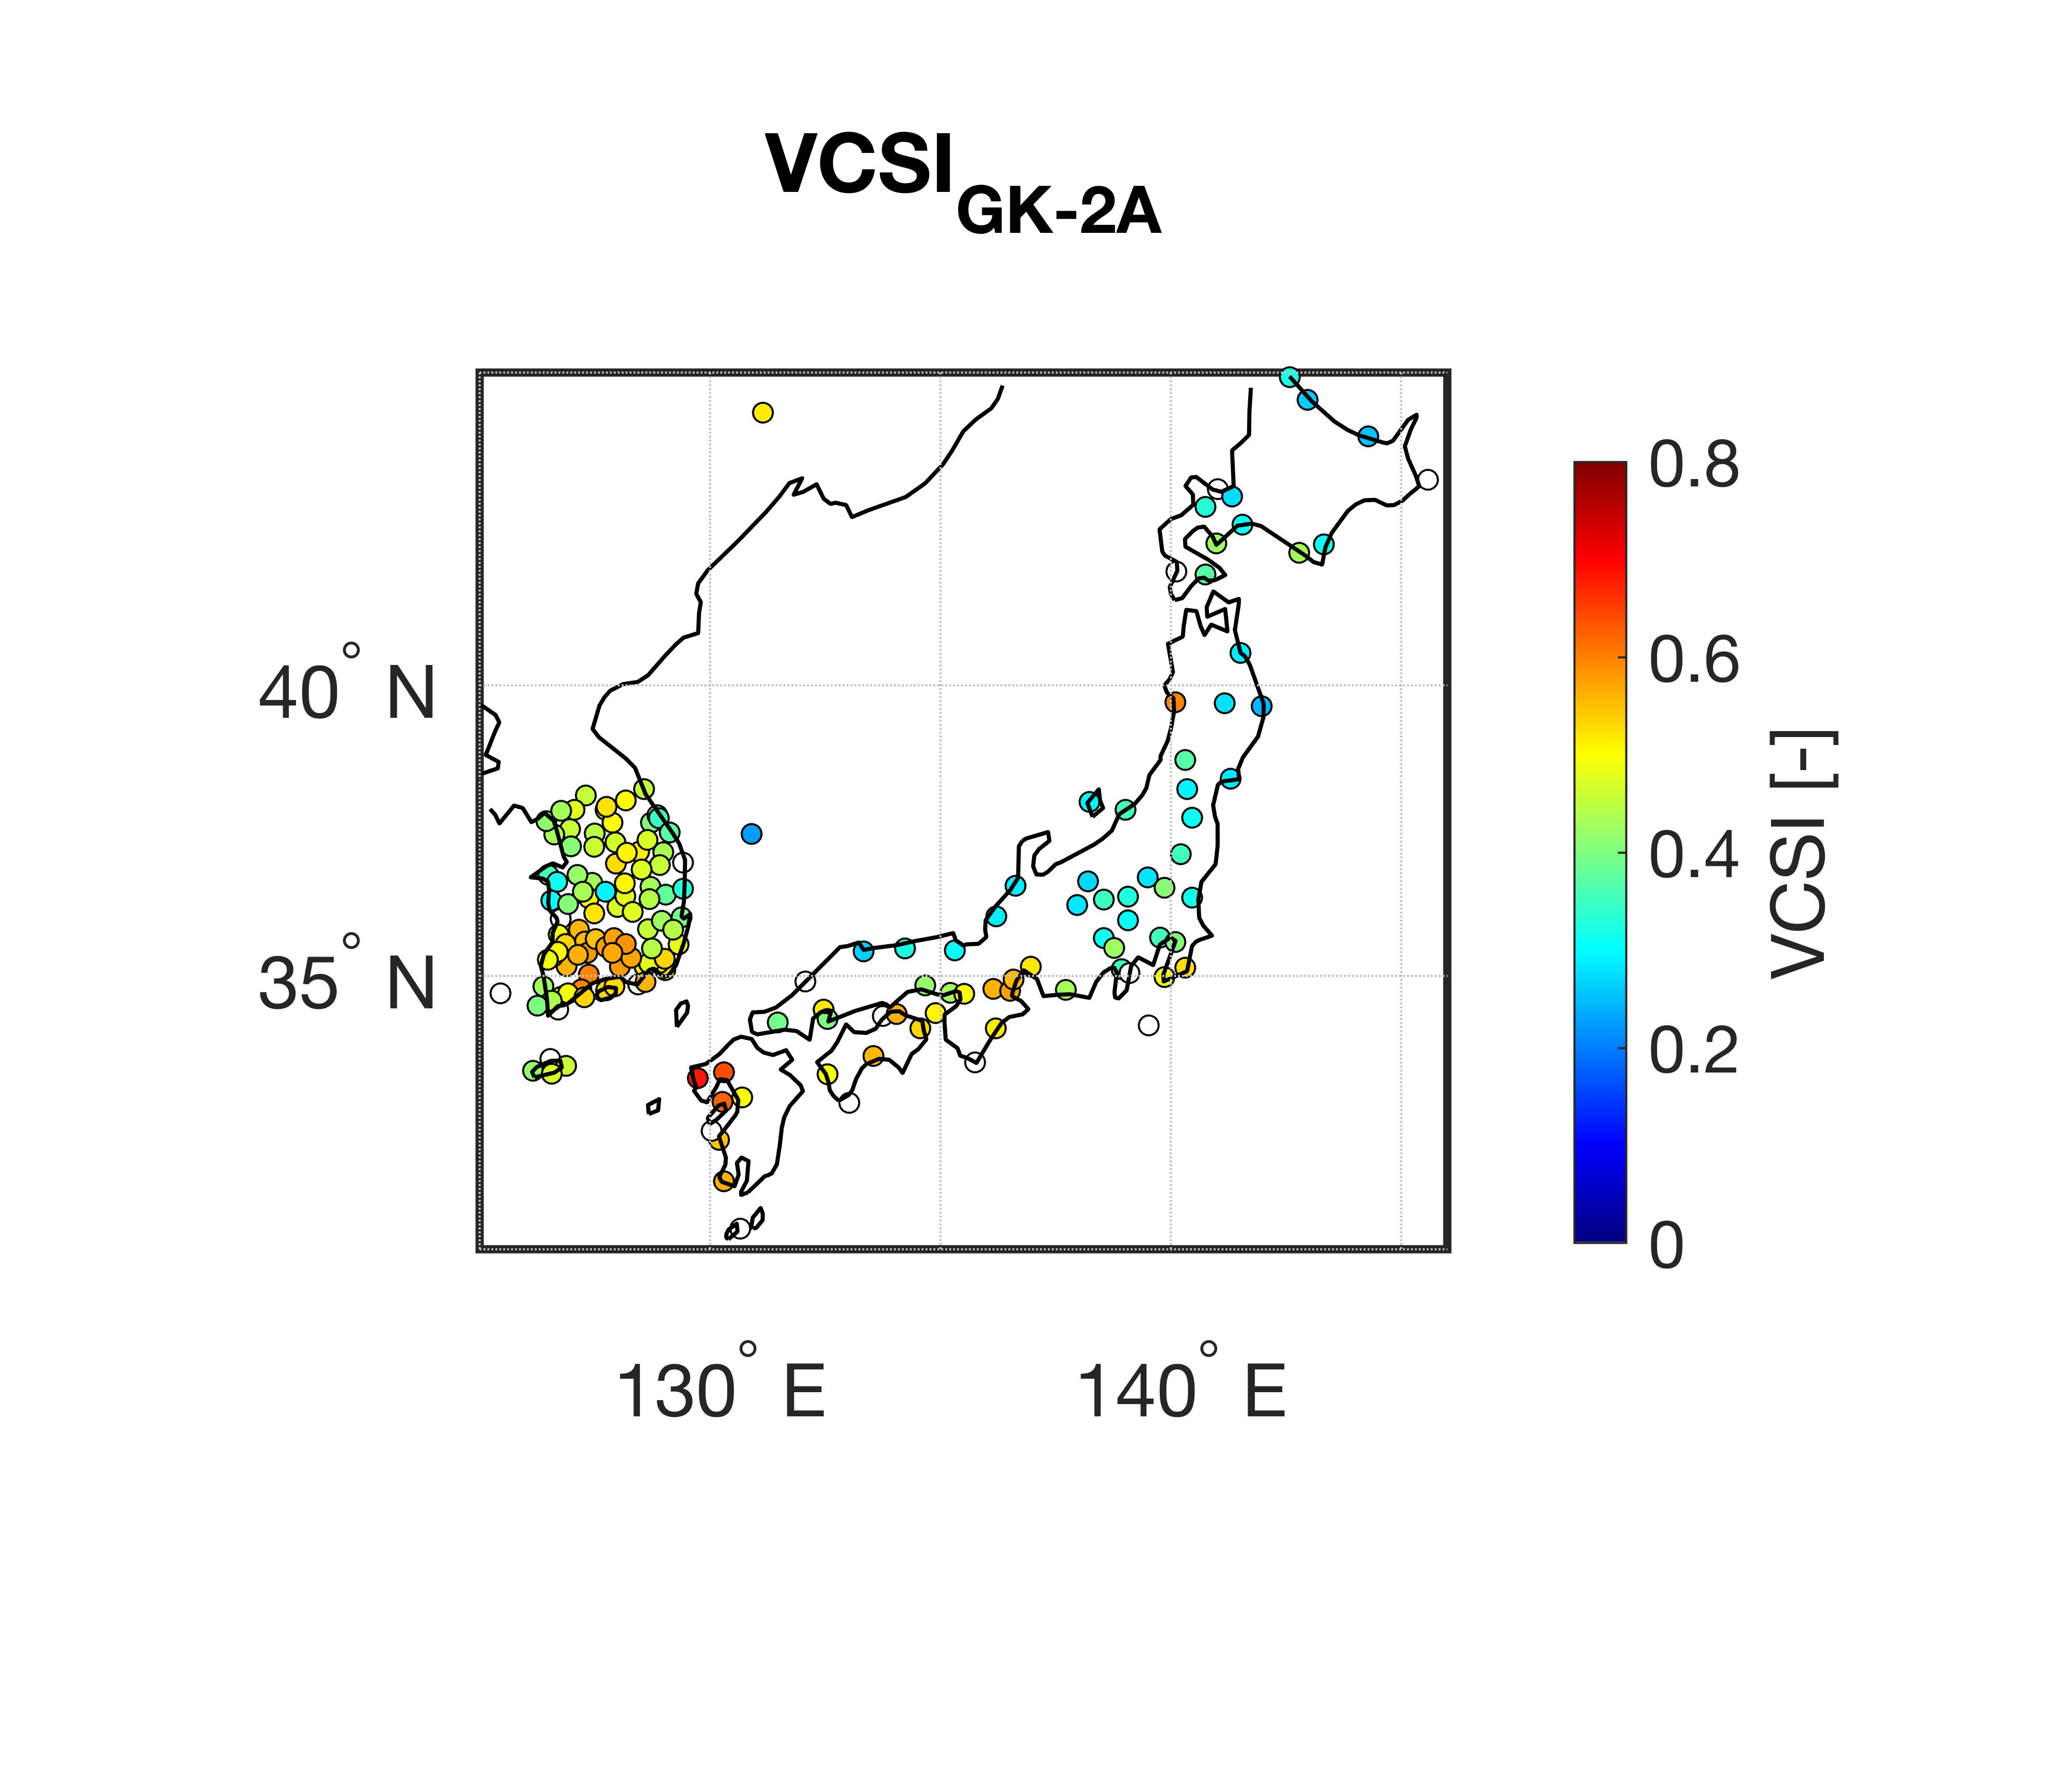 VCSI GK-2A
40° N
35° N
130° E
140° E
0.8
0.6
0.4
0.2
0
VCSI [-]